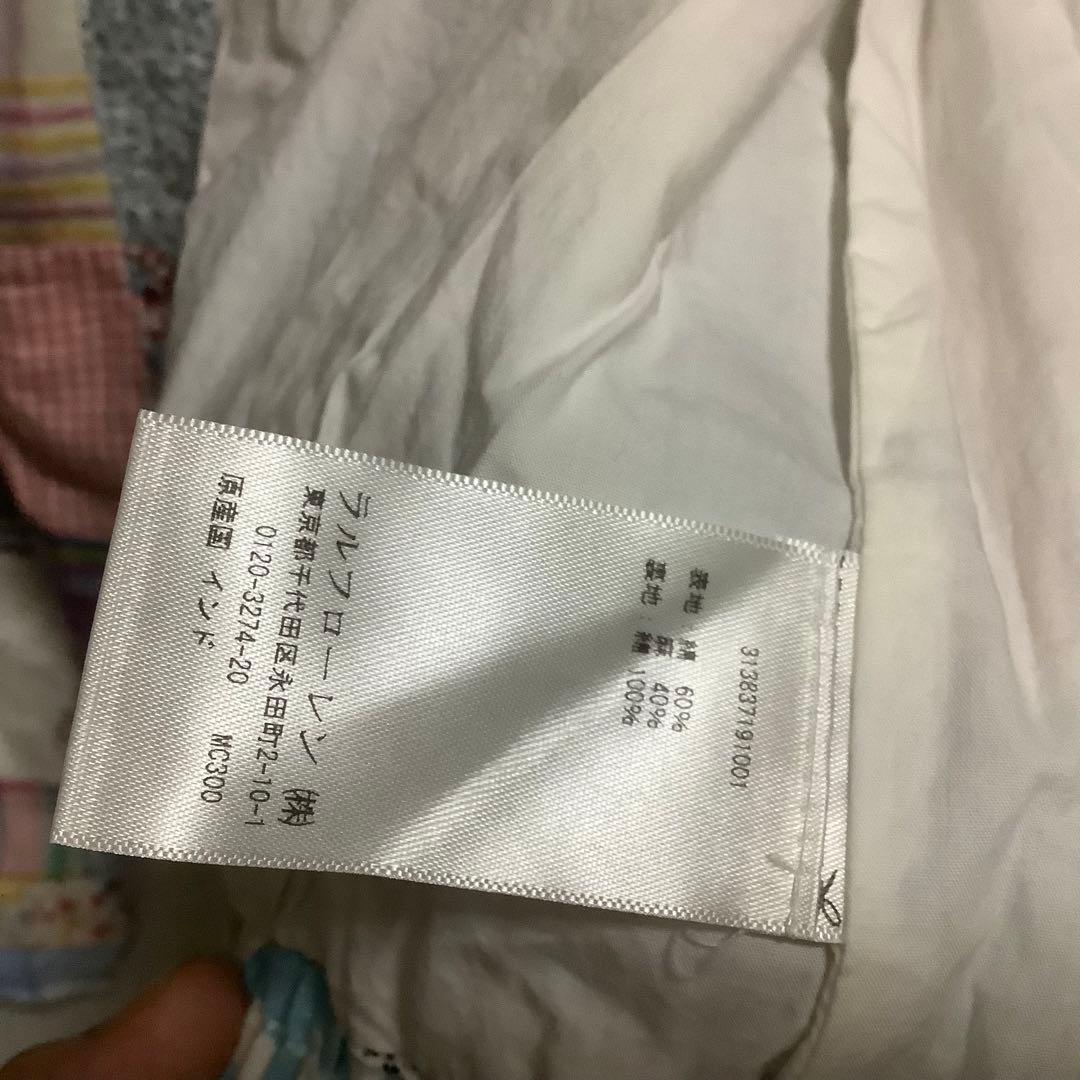 313837191001
表地 綿 60%
麻 40%
裏地：綿 100%
ラルフローレン ㈱
東京都千代田区永田町2-10-1
0120-3274-20
原産国 インド MC300